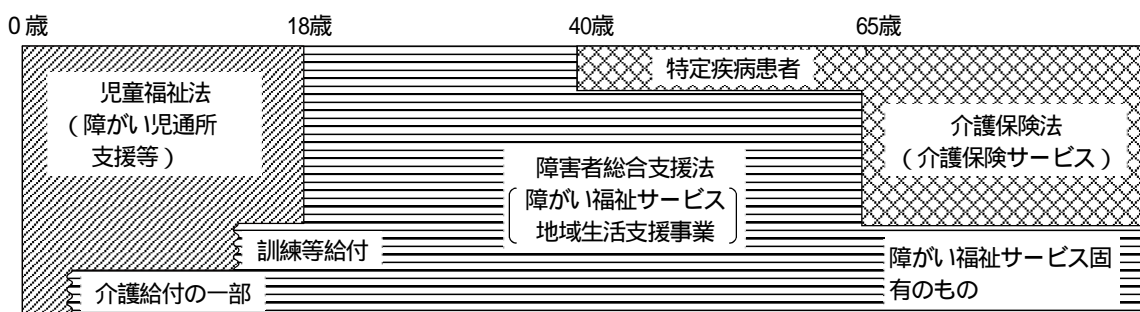 0歳
18歳
40歳
65歳
特定疾病患者
児童福祉法
(障がい児通所
支援等)
介護保険法
(介護保険サービス)
障害者総合支援法
障がい福祉サービス
地域生活支援事業
訓練等給付
障がい福祉サービス固
有のもの
介護給付の一部